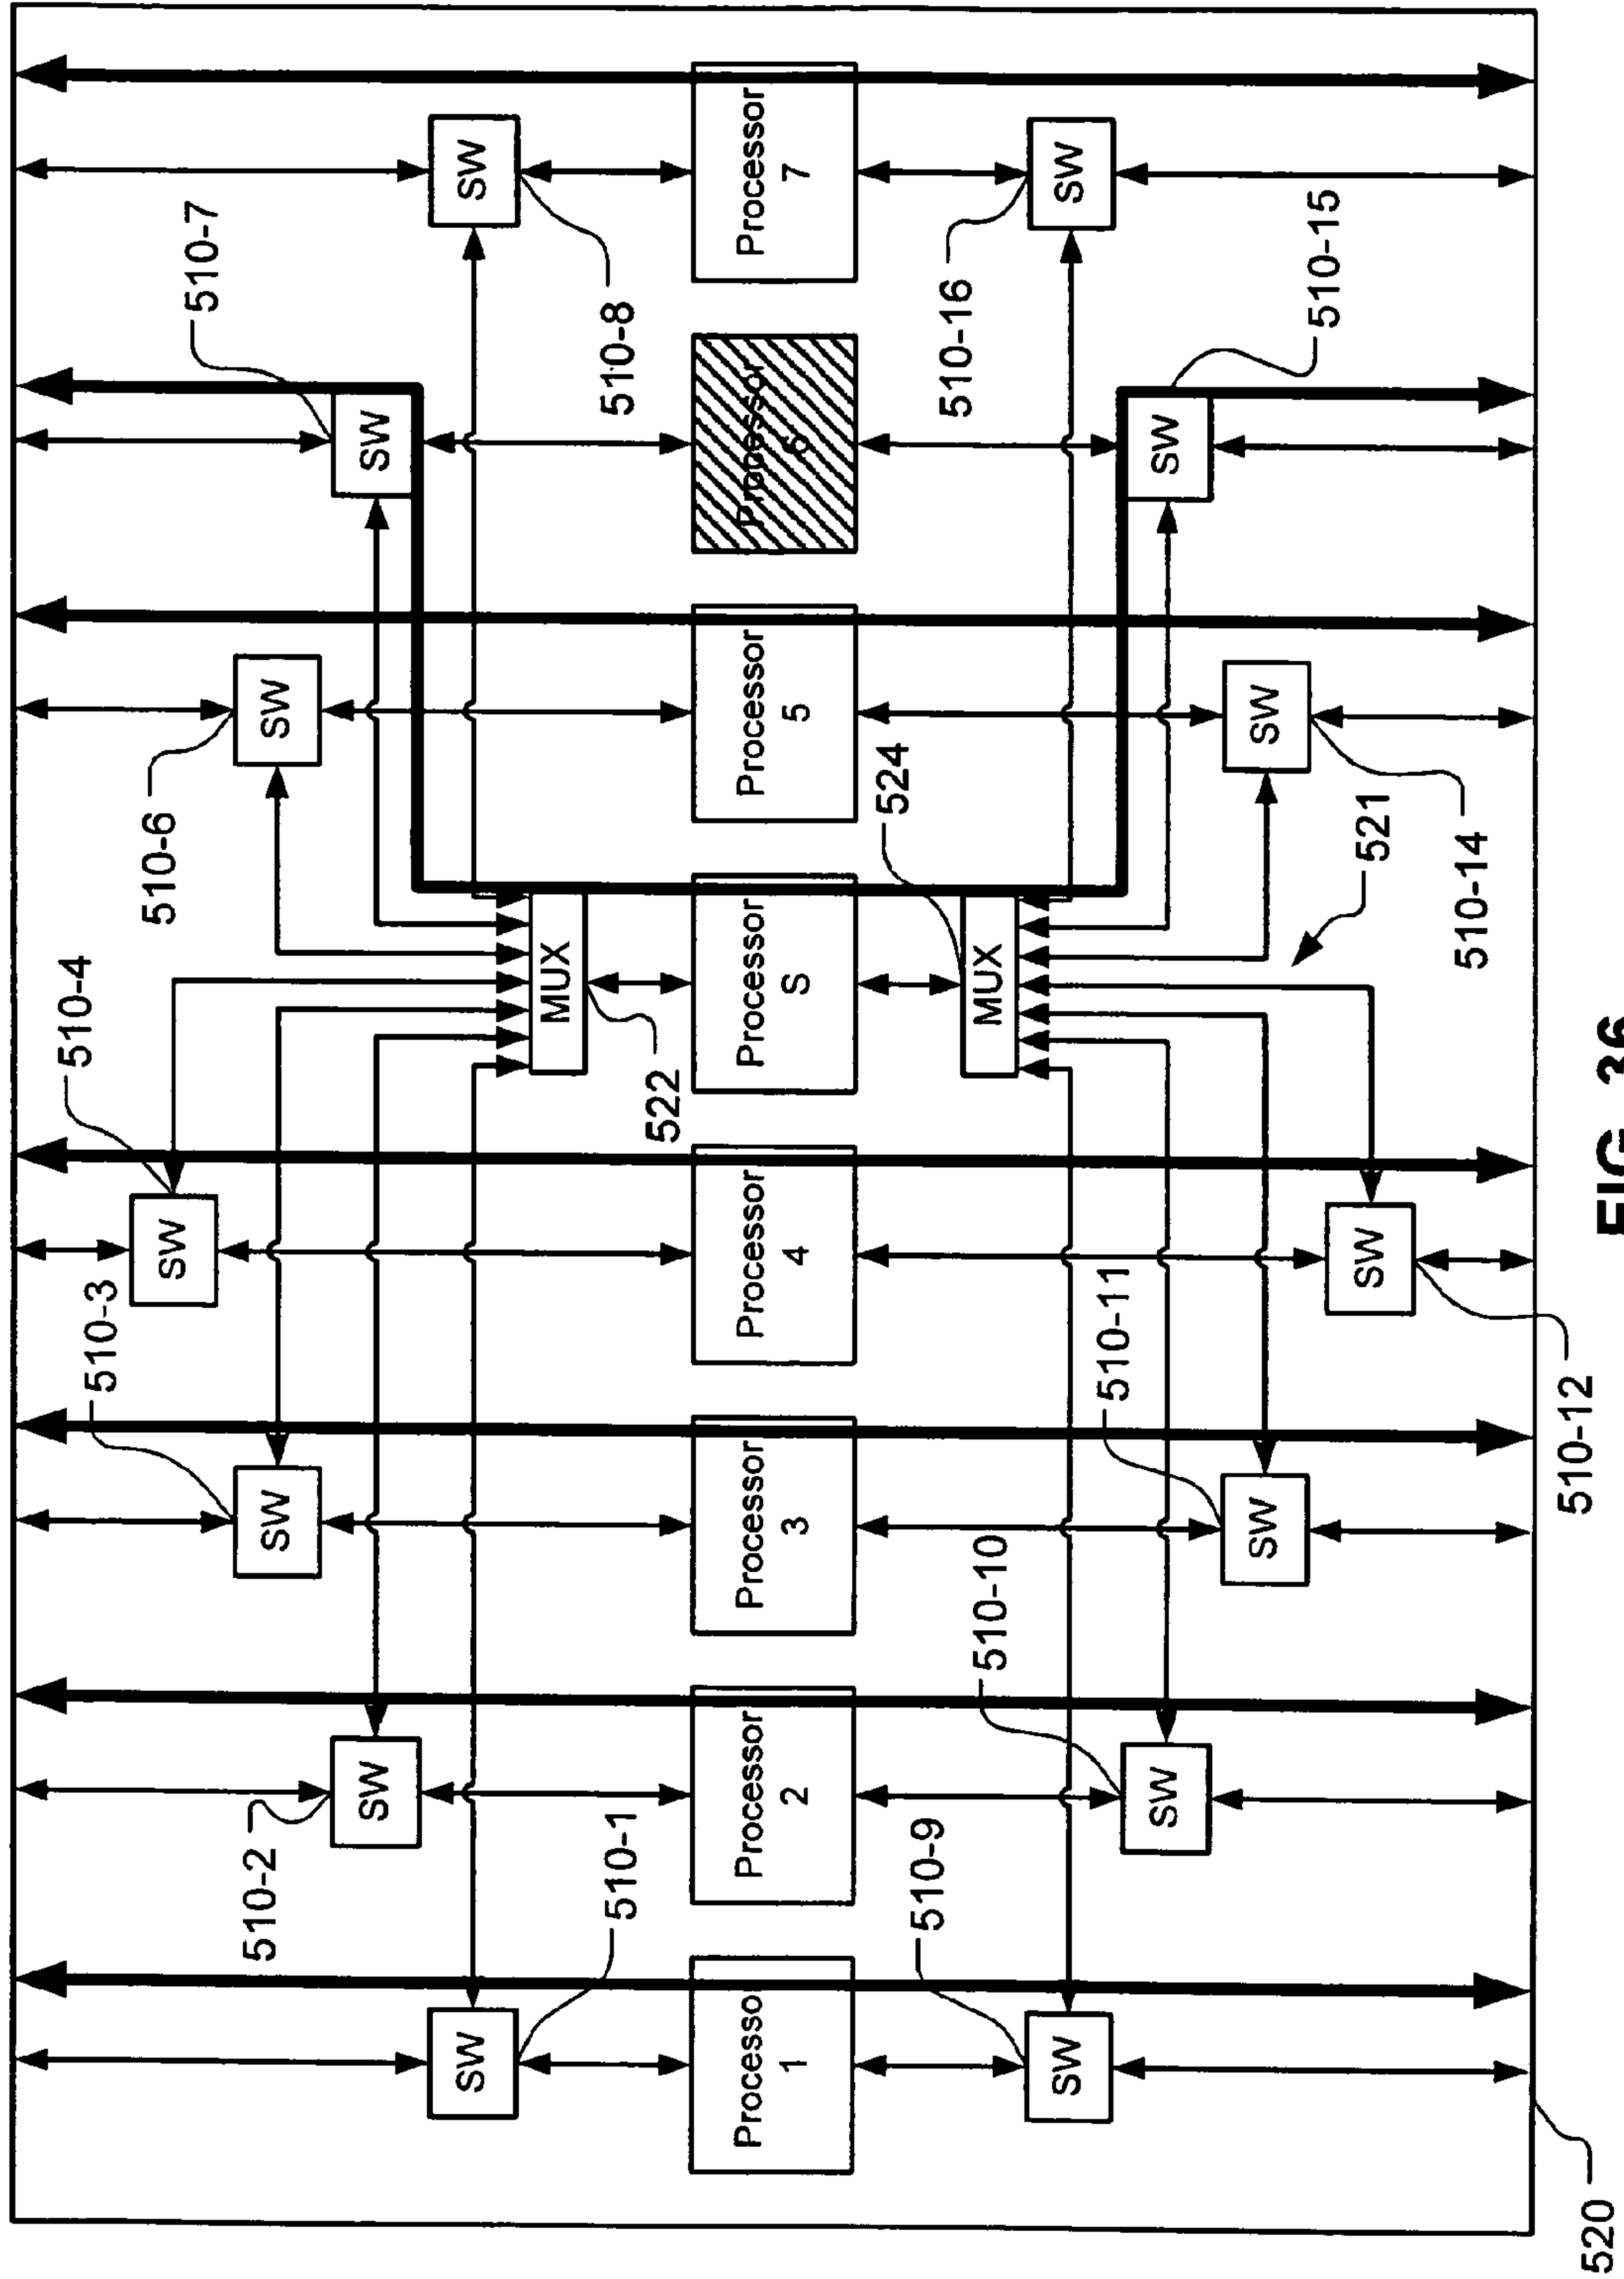 510-7
SW
SW
510-8
Processor
7
510-16
SW
510-15
SW
Processor
6
510-6
SW
Processor
5
524
SW
521
510-14
510-4
MUX
522
Processor
S
MUX
510-3
SW
Processor
4
510-11
SW
510-12
SW
Processor
3
510-10
SW
510-2
SW
510-1
Processor
2
510-9
SW
SW
Processor
1
SW
520
FIG. 36